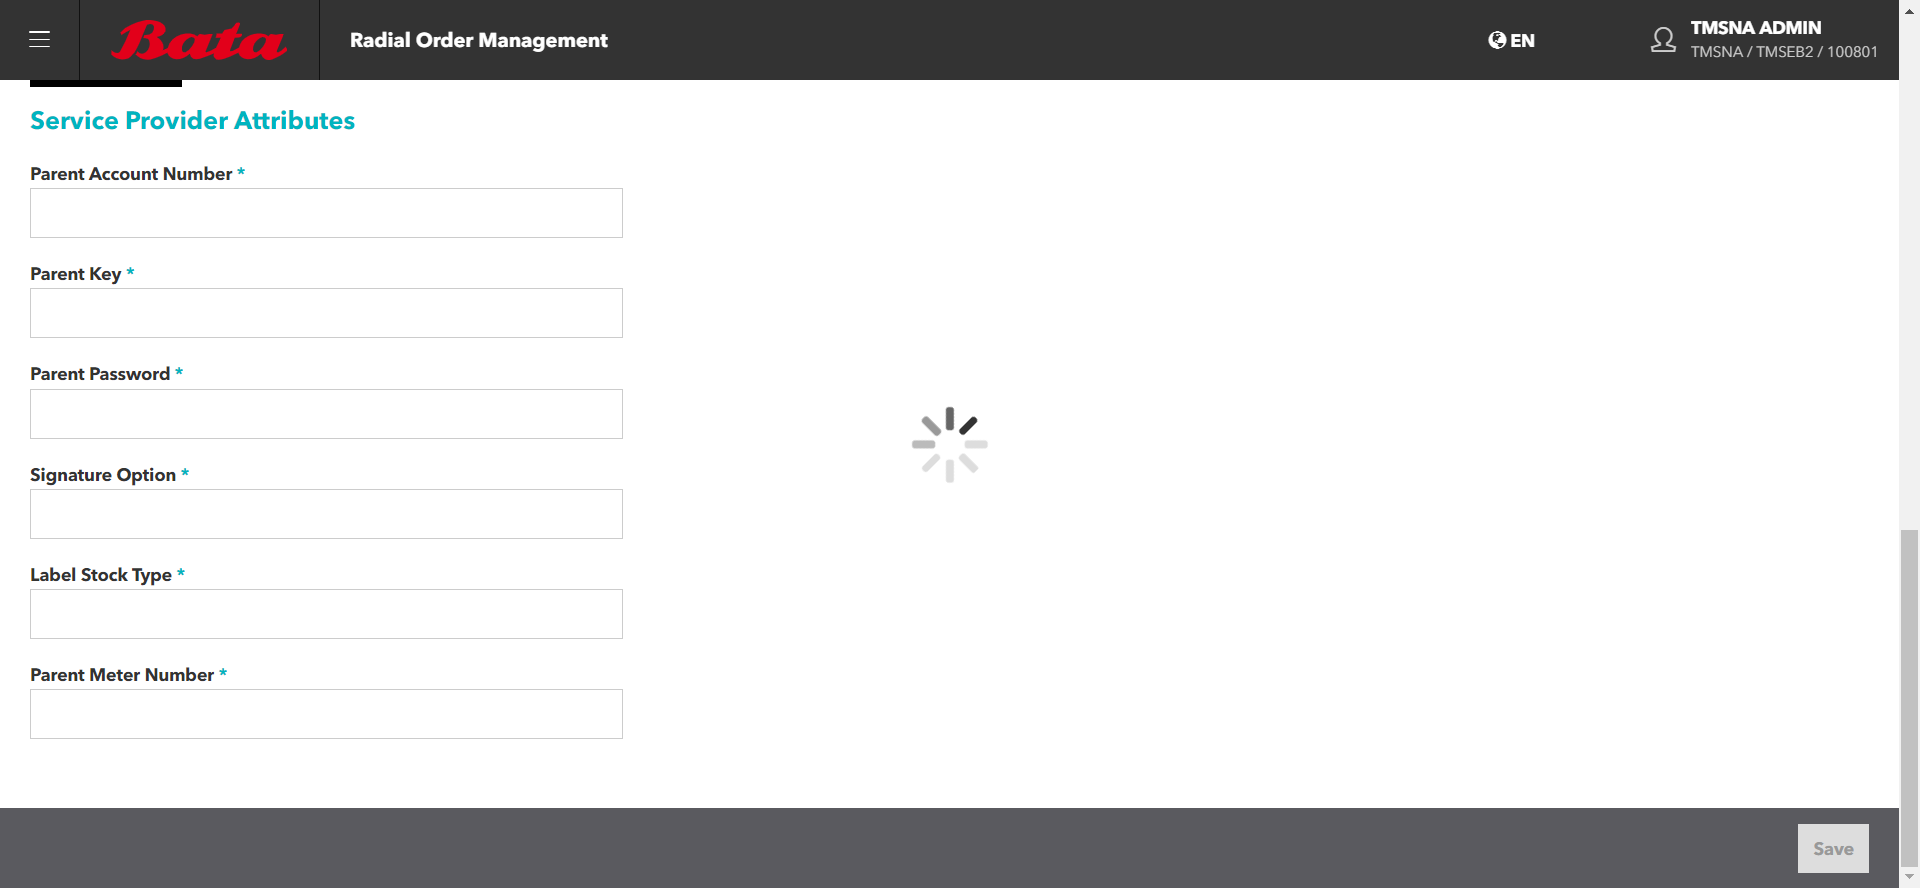 Bata
Radial Order Management
EN
TMSNA ADMIN
TMSNA / TMSEB2 / 100801
Service Provider Attributes
Parent Account Number *
Parent Key *
Parent Password *
Signature Option *
Label Stock Type *
Parent Meter Number *
Save